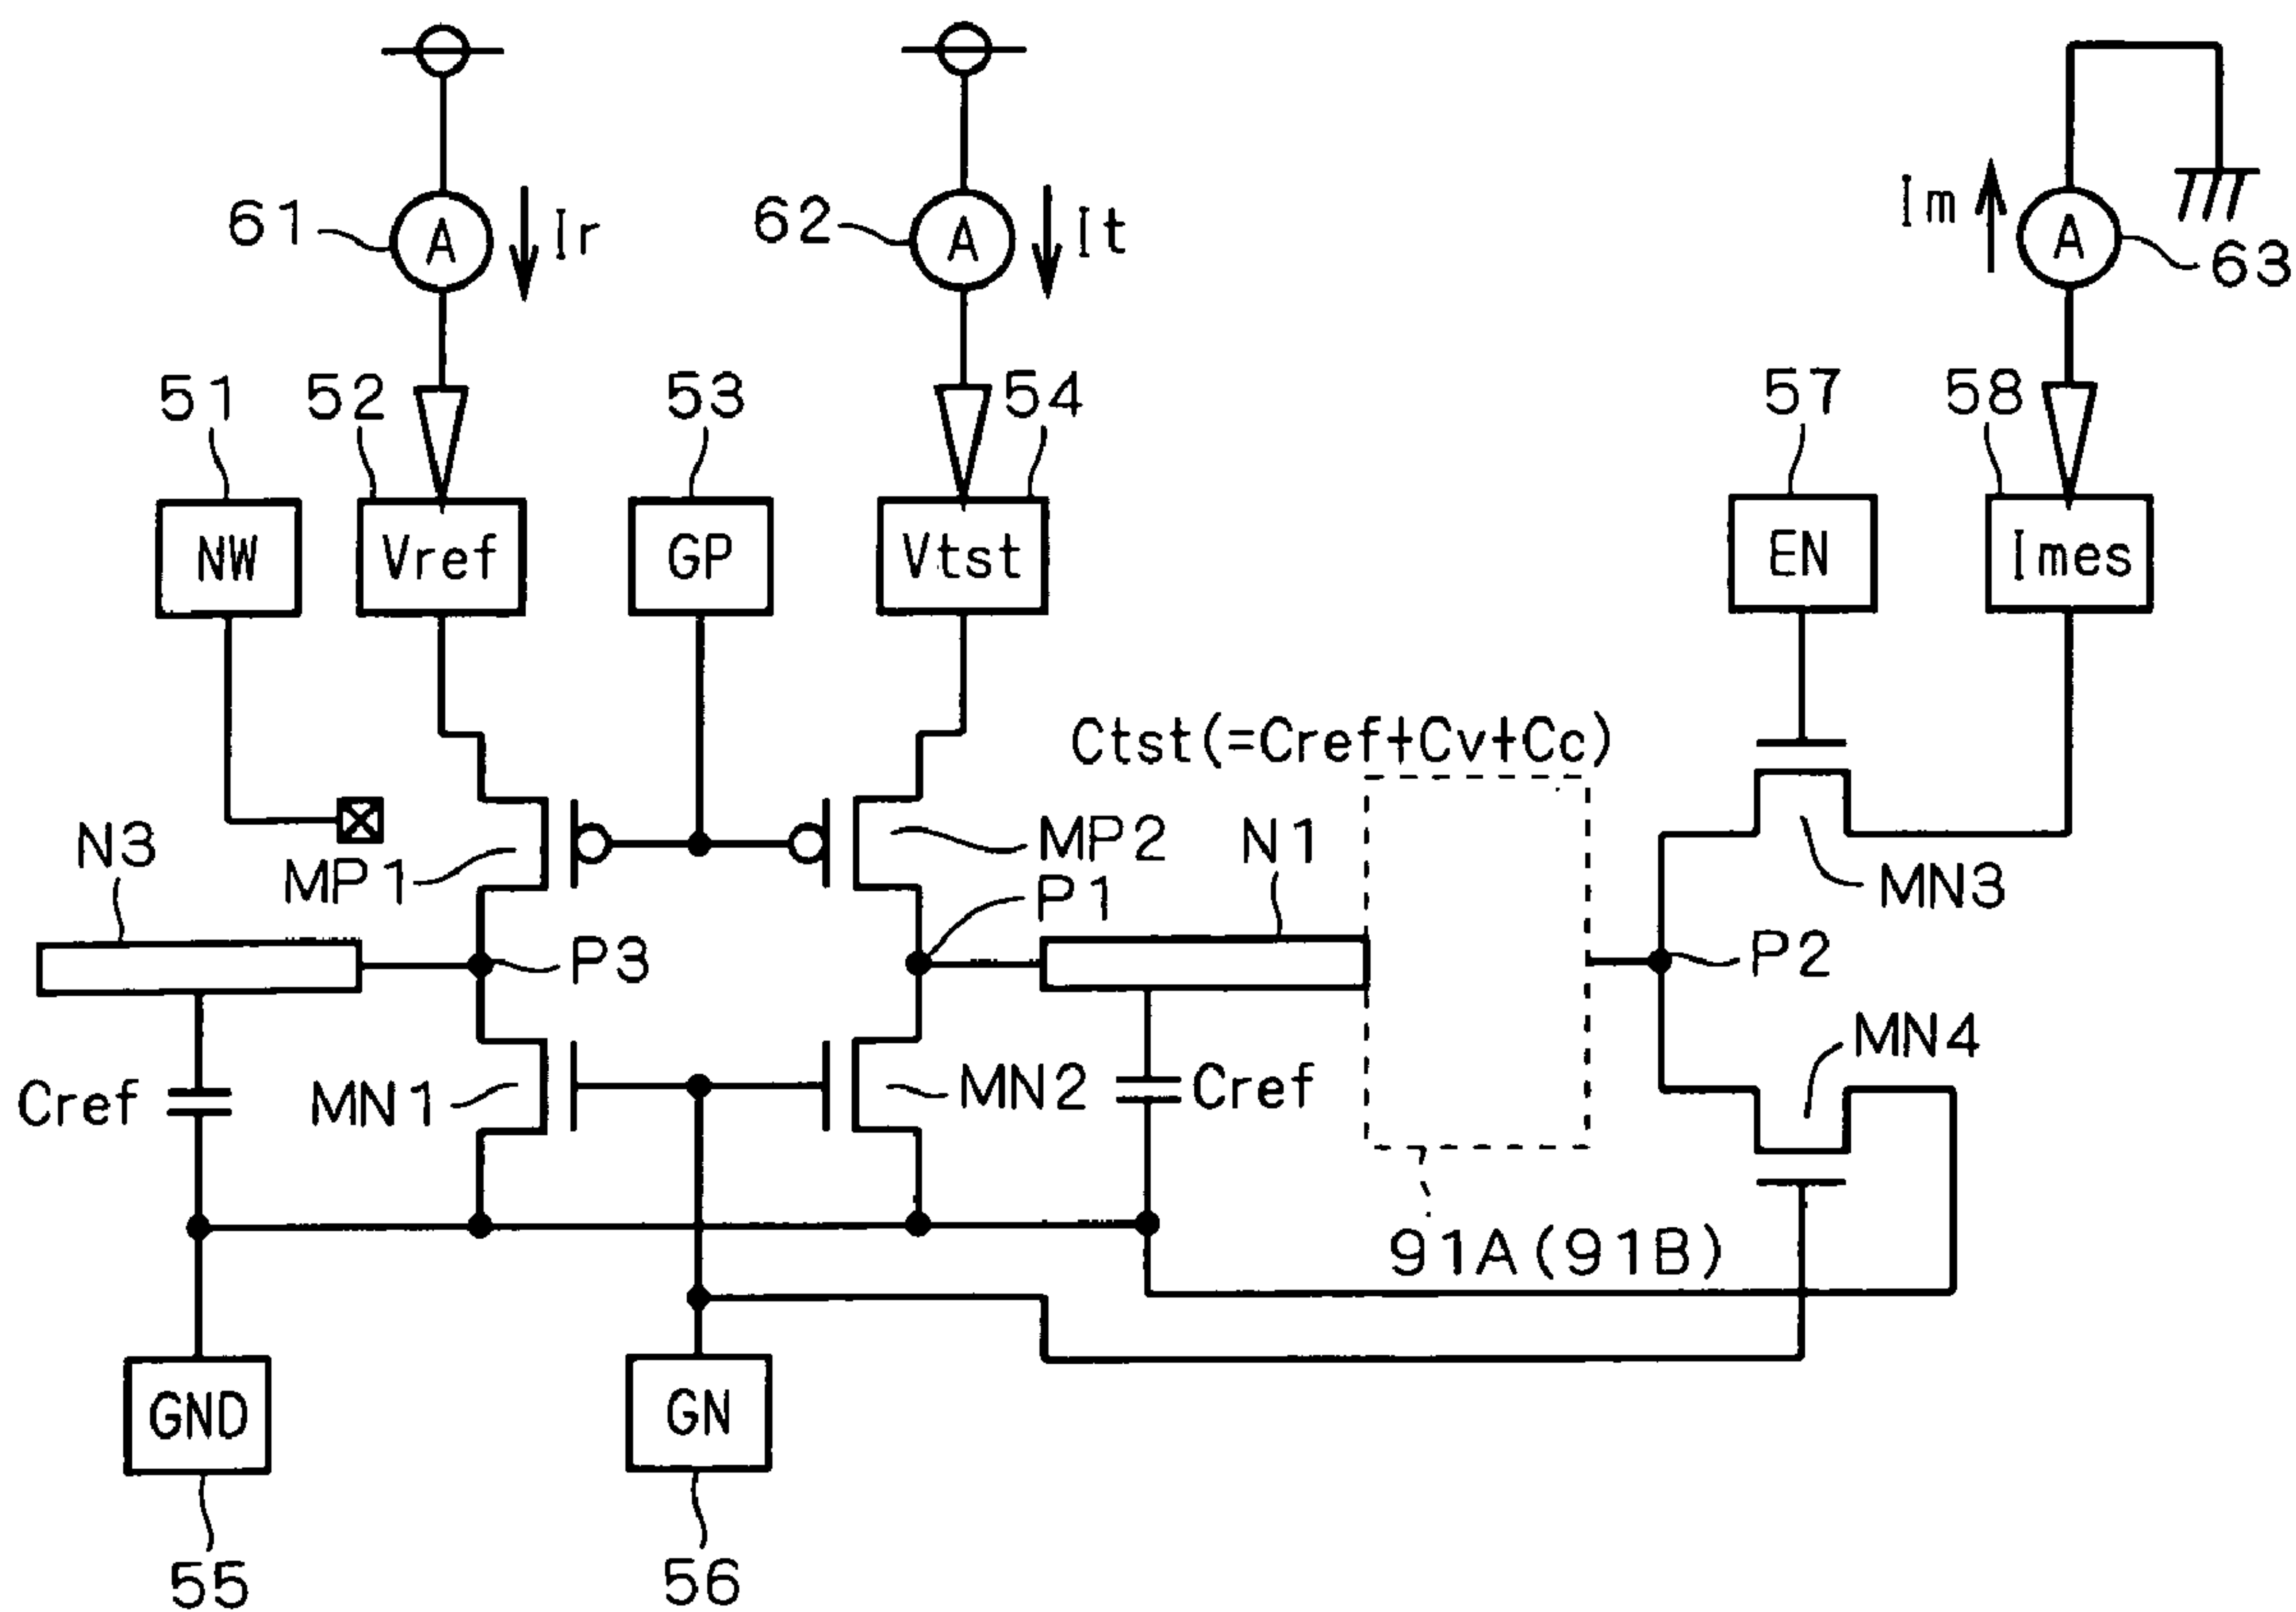 61
A
Ir
62
A
It
Im
A
63
51
52
53
54
57
58
NW
Vref
GP
Vtst
EN
Imes
Ctst(=Cref+Cv+Cc)
N3
MP1
MP2
N1
MN3
P1
P3
P2
MN4
Cref
MN1
MN2
Cref
91A(91B)
GND
GN
55
56